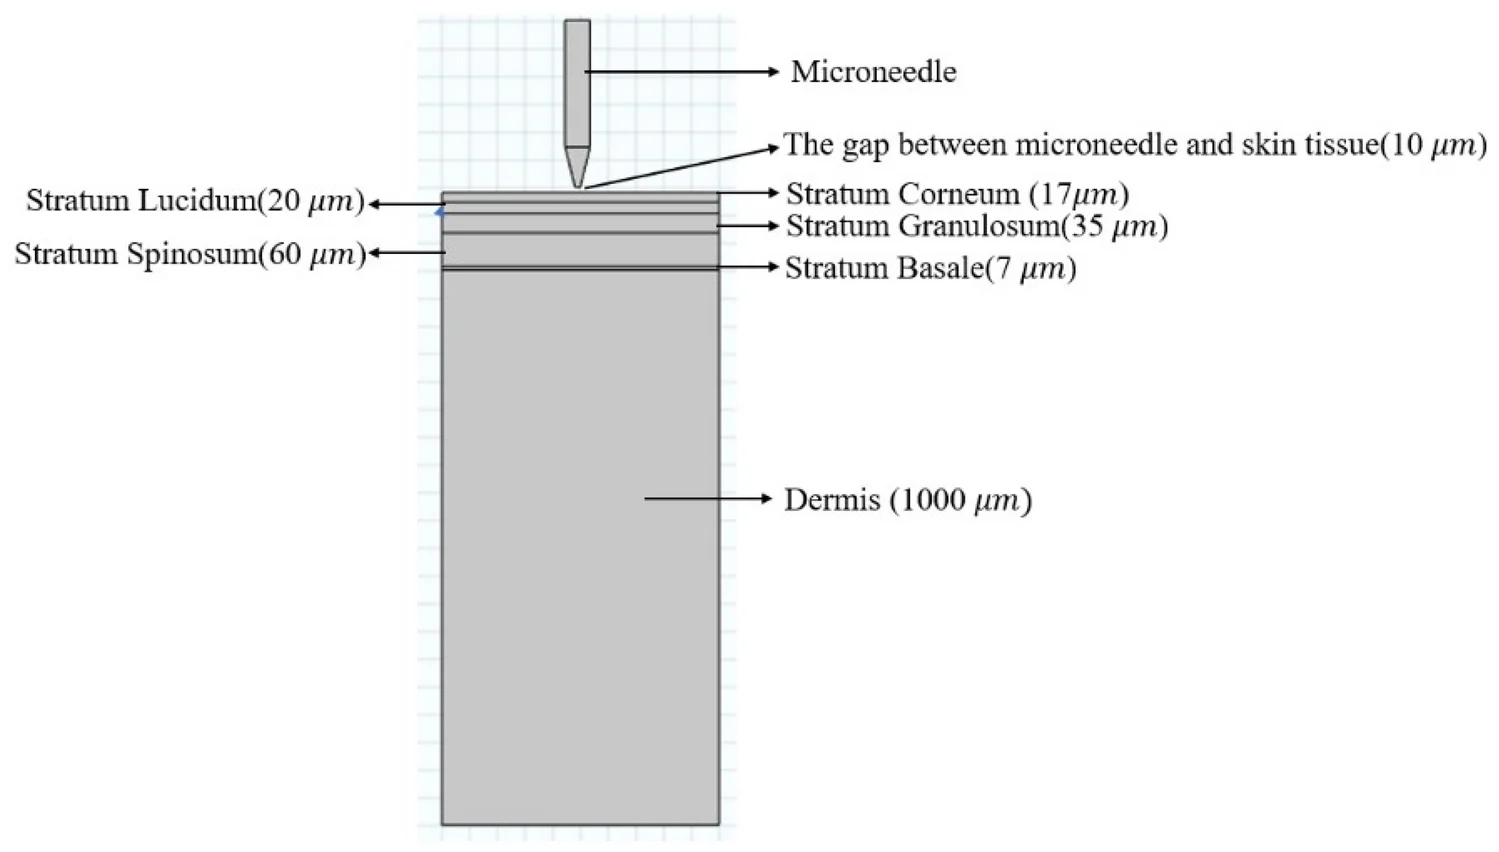 Microneedle
The gap between microneedle and skin tissue(10 μm)
Stratum Corneum (17μm)
Stratum Lucidum(20 μm)
Stratum Granulosum(35 μm)
Stratum Spinosum(60 μm)
Stratum Basale(7 μm)
Dermis (1000 μm)